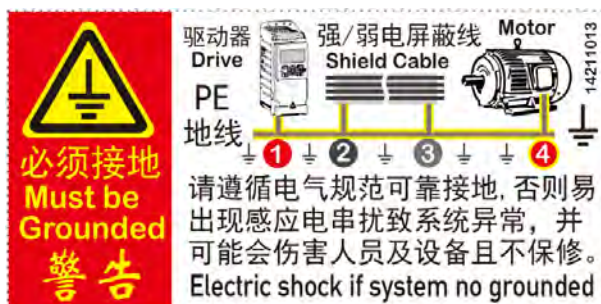 必须接地
Must be
Grounded
警告
驱动器
Drive
强/弱电屏蔽线
Shield Cable
Motor
14211013
PE
地线
1
2
3
4
请遵循电气规范可靠接地, 否则易
出现感应电串扰致系统异常，并
可能会伤害人员及设备且不保修。
Electric shock if system no grounded